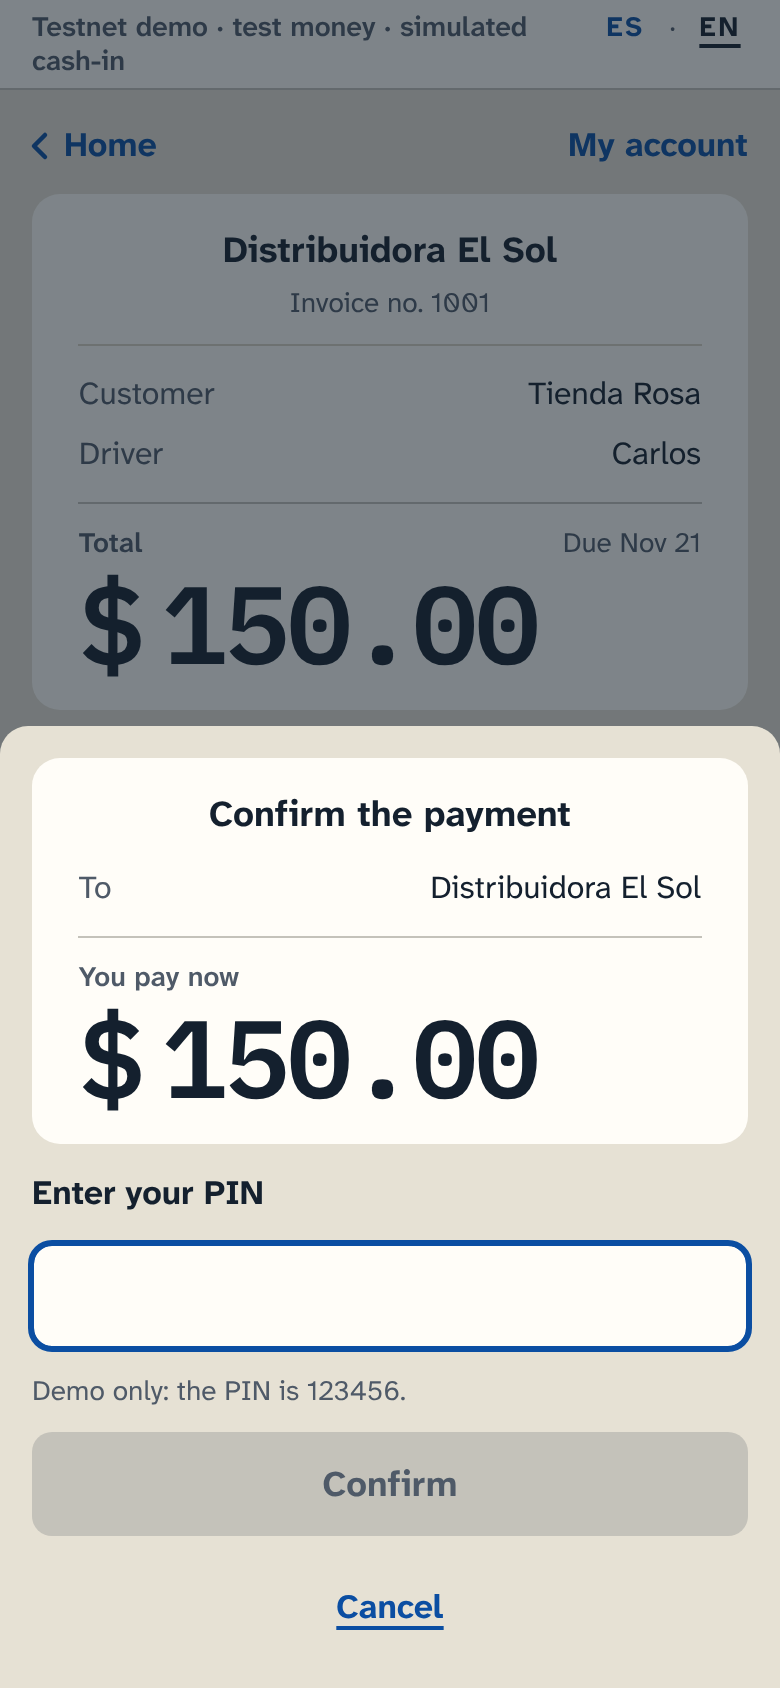 Testnet demo · test money · simulated cash-in
ES · EN
Home
My account
Distribuidora El Sol
Invoice no. 1001
Customer Tienda Rosa
Driver Carlos
Total Due Nov 21
$150.00
Confirm the payment
To Distribuidora El Sol
You pay now
$150.00
Enter your PIN
Demo only: the PIN is 123456.
Confirm
Cancel